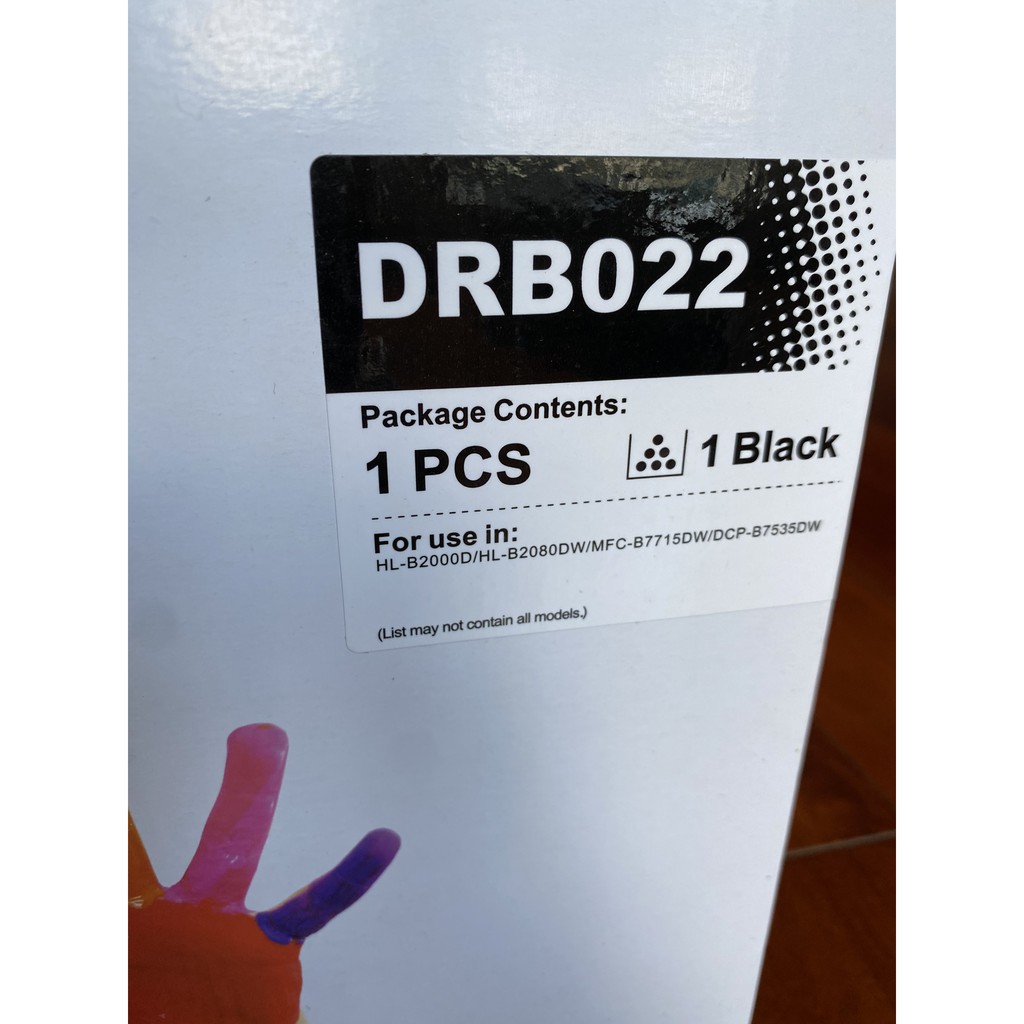 DRB022
Package Contents:
1 PCS 1 Black
For use in:
HL-B2000D/HL-B2080DW/MFC-B7715DW/DCP-B7535DW
(List may not contain all models.)